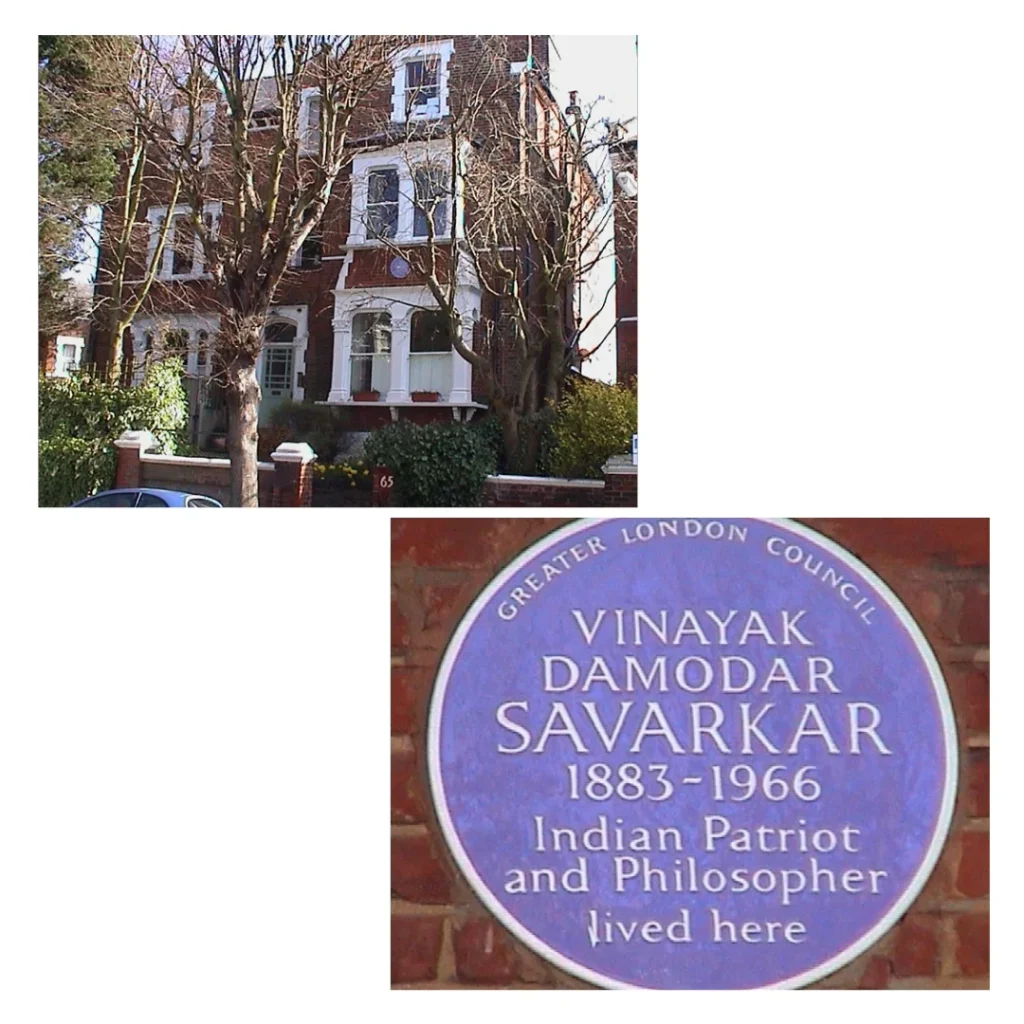 65
GREATER LONDON COUNCIL
VINAYAK
DAMODAR
SAVARKAR
1883-1966
Indian Patriot
and Philosopher
lived here